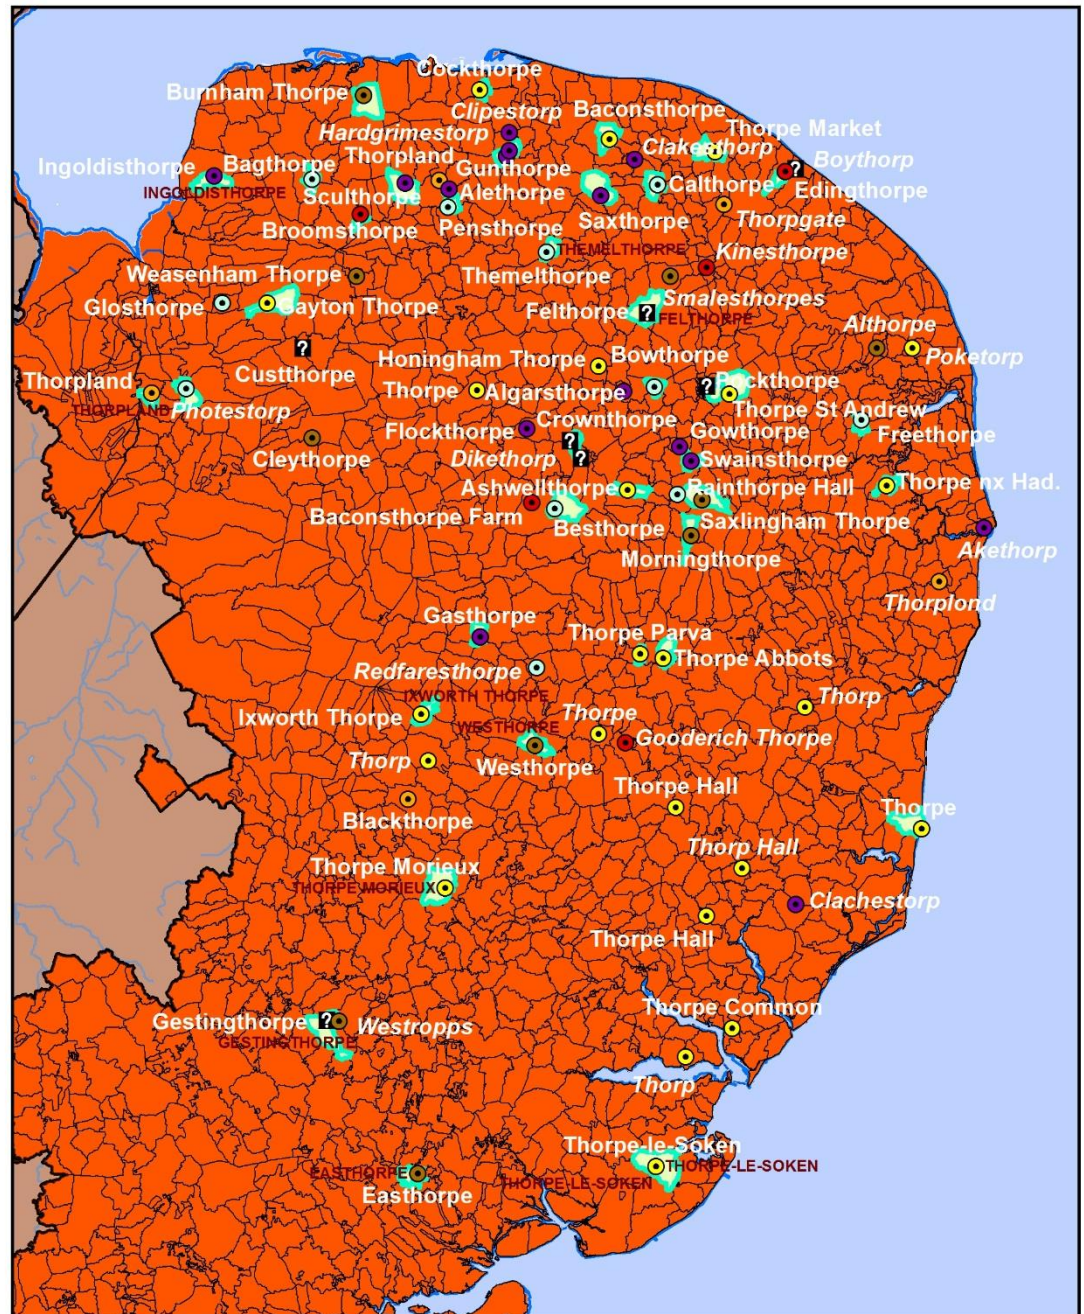 Cockthorpe
Burnham Thorpe
Clipestorp
Baconsthorpe
Hardgrimestorp
Thorpe Market
Clakesthorp
Ingoldisthorpe
Bagthorpe
Thorpland
Gunthorpe
?
Boythorp
INGOLDISTHORPE
Sculthorpe
Alethorpe
Calthorpe
Edingthorpe
Broomsthorpe
Pensthorpe
Saxthorpe
Thorpgate
THEMELTHORPE
Kinesthorpe
Weasenham Thorpe
Themelthorpe
Glosthorpe
Gayton Thorpe
Felthorpe
?
Smalesthorpes
FELTHORPE
Althorpe
?
Honingham Thorpe
Bowthorpe
Poketorp
Custthorpe
Thorpland
Thorpe
Algarsthorpe
?
Rockthorpe
THORPLAND
Photestorp
Crownthorpe
Thorpe St Andrew
Flockthorpe
?
Gowthorpe
Freethorpe
Cleythorpe
Dikethorp
?
Swainsthorpe
Ashwellthorpe
Rainthorpe Hall
Thorpe nx Had.
Baconsthorpe Farm
Besthorpe
Saxlingham Thorpe
Morningthorpe
Akethorp
Thorplond
Gasthorpe
Thorpe Parva
Redfaresthorpe
Thorpe Abbots
IXWORTH THORPE
Thorp
Ixworth Thorpe
WESTHORPE
Thorpe
Gooderich Thorpe
Thorp
Westhorpe
Thorpe Hall
Blackthorpe
Thorpe
Thorp Hall
Thorpe Morieux
THORPE MORIEUX
Clachestorp
Thorpe Hall
Thorpe Common
Gestingthorpe
?
Westropps
GESTINGTHORPE
Thorp
Thorpe-le-Soken
EASTHORPE
THORPE-LE-SOKEN
THORPE-LE-SOKEN
Easthorpe